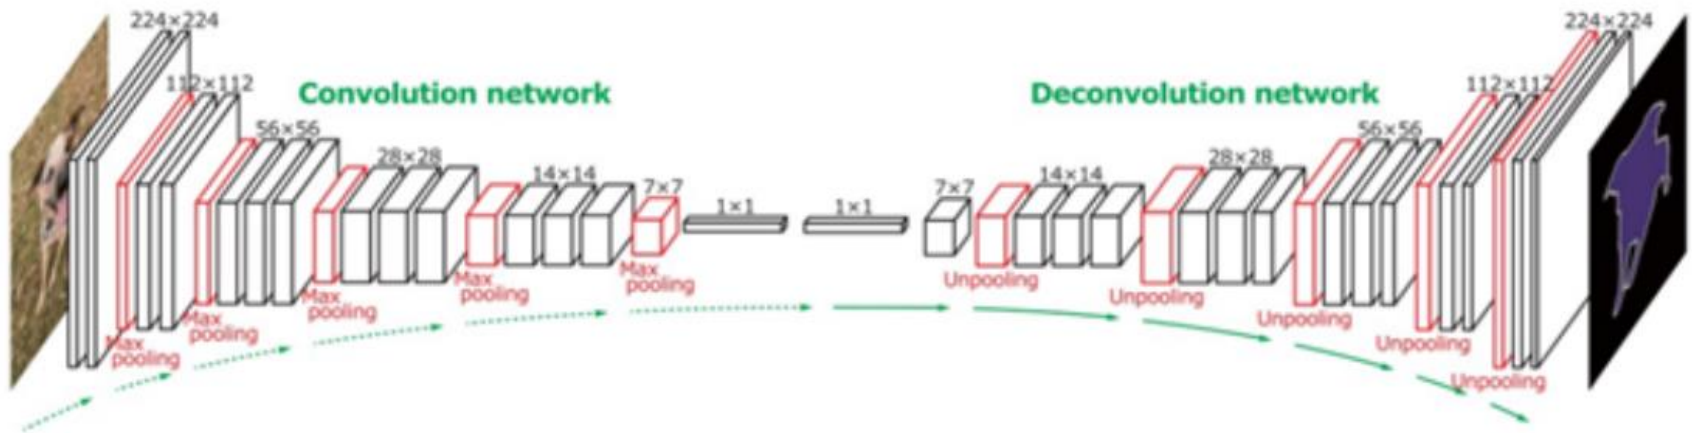 224×224
112×112
Convolution network
56×56
28×28
14×14
7×7
1×1
1×1
7×7
14×14
28×28
Deconvolution network
56×56
112×112
224×224
Max
pooling
Max
pooling
Max
pooling
Max
pooling
Max
pooling
Unpooling
Unpooling
Unpooling
Unpooling
Unpooling